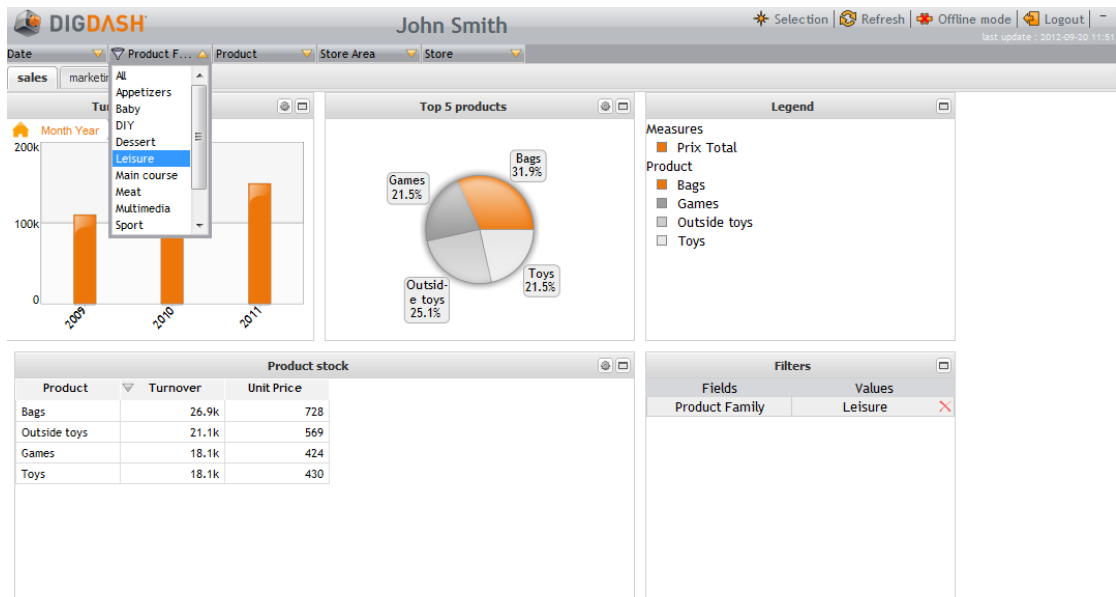 DIGDASH
John Smith
Selection Refresh Offline mode Logout -
last update : 2012-09-20 11:51
Date Product F... Product Store Area Store
sales marketin
All
Appetizers
Baby
DIY
Dessert
Leisure
Main course
Meat
Multimedia
Sport
Tur
Month Year
200k
100k
0
2009 2010 2011
Top 5 products
Bags
31.9%
Games
21.5%
Toys
21.5%
Outsid-
e toys
25.1%
Legend
Measures
Prix Total
Product
Bags
Games
Outside toys
Toys
Product stock
Product Turnover Unit Price
Bags 26.9k 728
Outside toys 21.1k 569
Games 18.1k 424
Toys 18.1k 430
Filters
Fields Values
Product Family Leisure